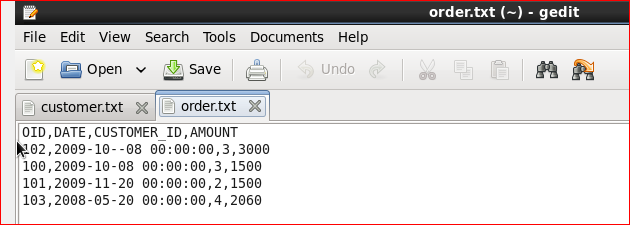 order.txt (~) - gedit
File Edit View Search Tools Documents Help
Open Save Undo
customer.txt order.txt
OID,DATE,CUSTOMER_ID,AMOUNT
102,2009-10--08 00:00:00,3,3000
100,2009-10-08 00:00:00,3,1500
101,2009-11-20 00:00:00,2,1500
103,2008-05-20 00:00:00,4,2060